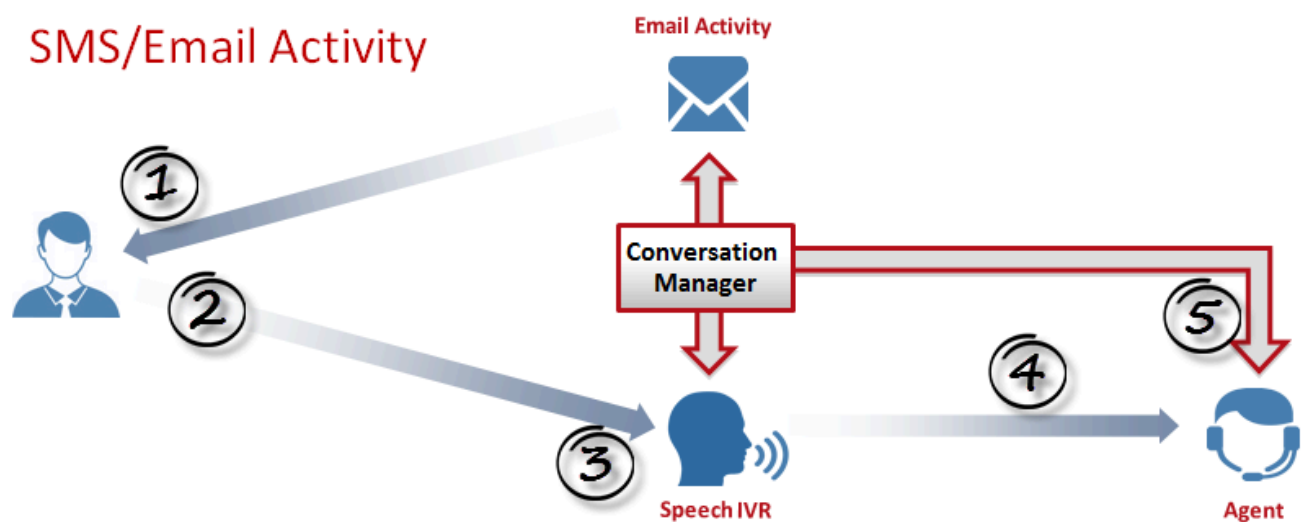 Email Activity
SMS/Email Activity
1
Conversation
Manager
2
5
4
3
Speech IVR
Agent